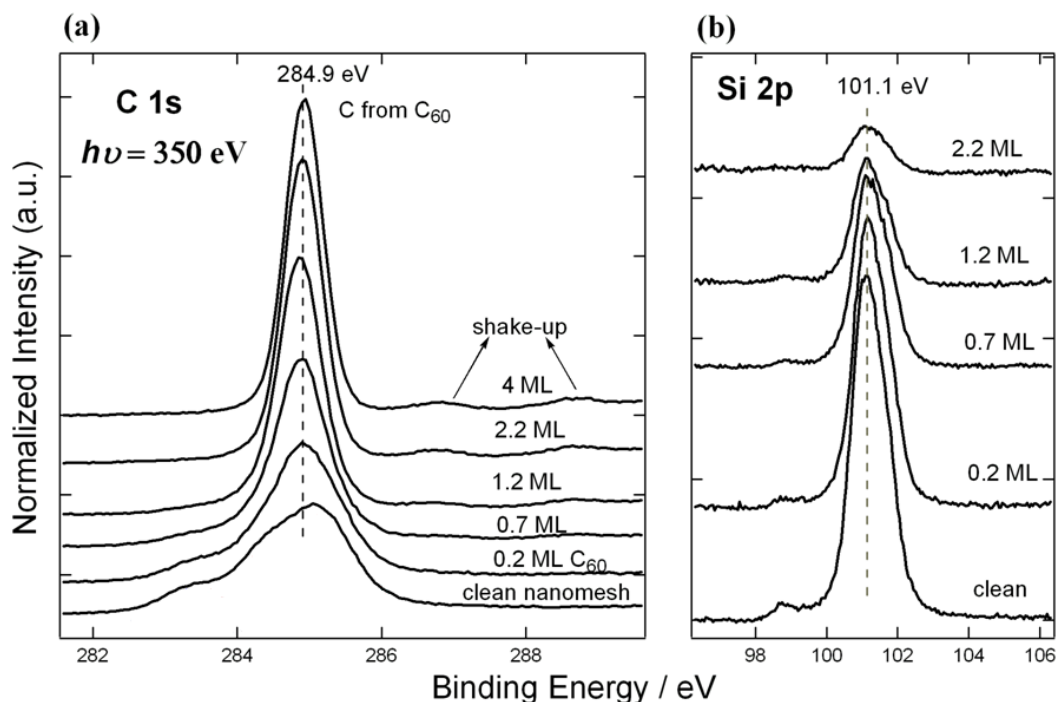 (a)
C 1s
hυ = 350 eV
284.9 eV
C from C₆₀
shake-up
4 ML
2.2 ML
1.2 ML
0.7 ML
0.2 ML C₆₀
clean nanomesh
282 284 286 288
Normalized Intensity (a.u.)
(b)
Si 2p
101.1 eV
2.2 ML
1.2 ML
0.7 ML
0.2 ML
clean
98 100 102 104 106
Binding Energy / eV